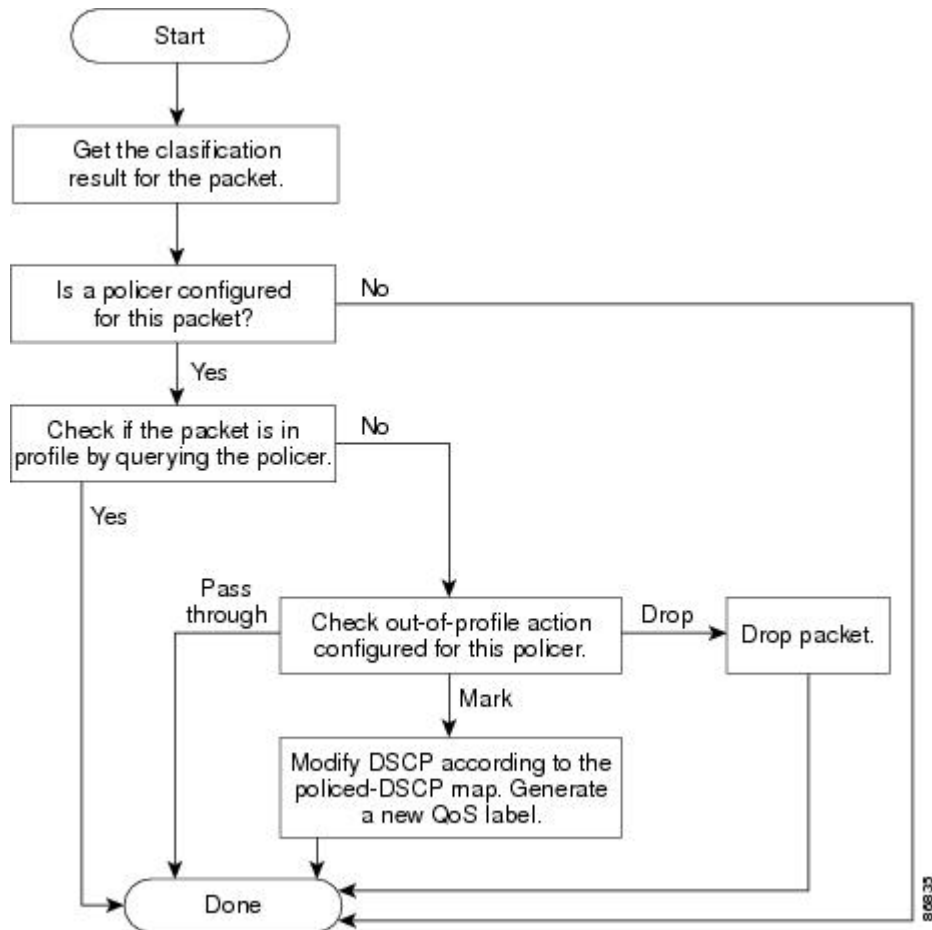 Start
Get the clasification
result for the packet.
Is a policer configured
for this packet?
No
Yes
Check if the packet is in
profile by querying the policer.
No
Yes
Pass
through
Check out-of-profile action
configured for this policer.
Drop
Drop packet.
Mark
Modify DSCP according to the
policed-DSCP map. Generate
a new QoS label.
Done
86835